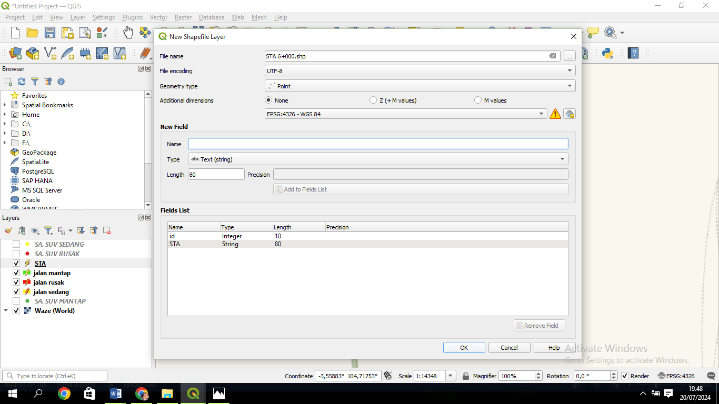 *Untitled Project — QGIS
Project Edit View Layer Settings Plugins Vector Raster Database Web Mesh Help
Browser
Favorites
Spatial Bookmarks
Home
C:\
D:\
E:\
GeoPackage
SpatiaLite
PostgreSQL
SAP HANA
MS SQL Server
Oracle
Layers
SA. SUV SEDANG
SA. SUV RUSAK
STA
jalan mantap
jalan rusak
jalan sedang
SA. SUV MANTAP
Waze (World)
New Shapefile Layer
File name STA 6+000.shp ...
File encoding UTF-8
Geometry type Point
Additional dimensions None Z (+ M values) M values
EPSG:4326 - WGS 84
New Field
Name
Type abc Text (string)
Length 80 Precision
Add to Fields List
Fields List
Name Type Length Precision
id Integer 10
STA String 80
Remove Field
OK Cancel Help
Activate Windows
Go to Settings to activate Windows.
Type to locate (Ctrl+K) Coordinate -3,55883° 104,71753° Scale 1:14348 Magnifier 100% Rotation 0,0 ° Render EPSG:4326
19.48
20/07/2024